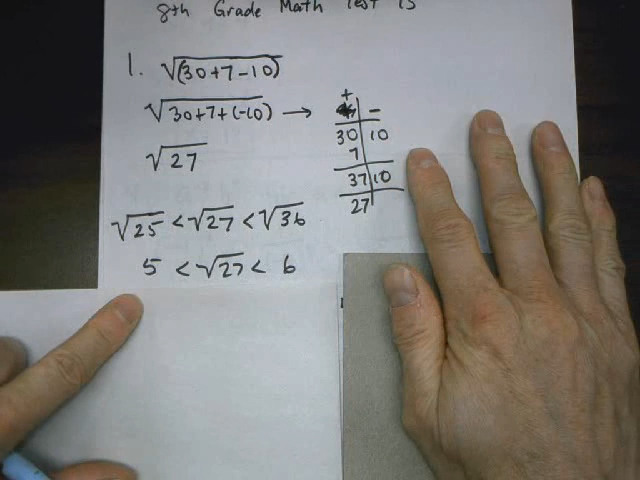 8th Grade Math Test 15
1. √(30+7-10)
√30+7+(-10) →
√27
√25 < √27 < √36
5 < √27 < 6
+ | -
30 | 10
7
37 | 10
27